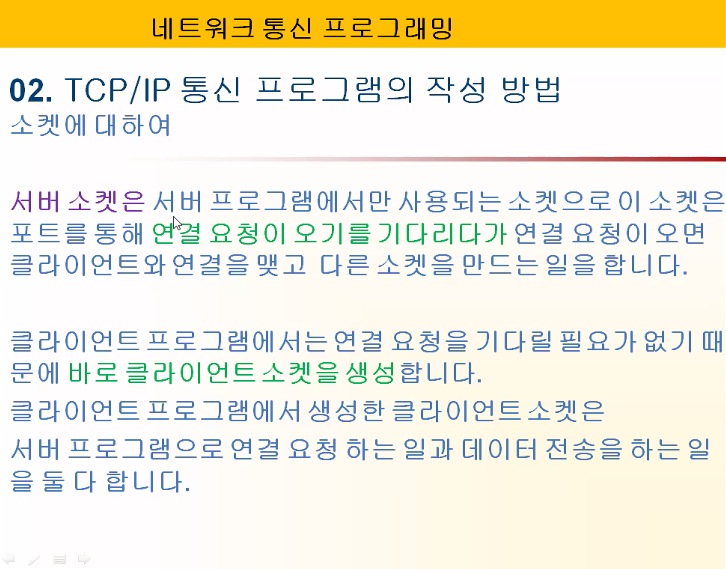 네트워크 통신 프로그래밍
02. TCP/IP 통신 프로그램의 작성 방법
소켓에 대하여
서버 소켓은 서버 프로그램에서만 사용되는 소켓으로 이 소켓은
포트를 통해 연결 요청이 오기를 기다리다가 연결 요청이 오면
클라이언트와 연결을 맺고 다른 소켓을 만드는 일을 합니다.
클라이언트 프로그램에서는 연결 요청을 기다릴 필요가 없기 때
문에 바로 클라이언트 소켓을 생성합니다.
클라이언트 프로그램에서 생성한 클라이언트 소켓은
서버 프로그램으로 연결 요청 하는 일과 데이터 전송을 하는 일
을 둘 다 합니다.